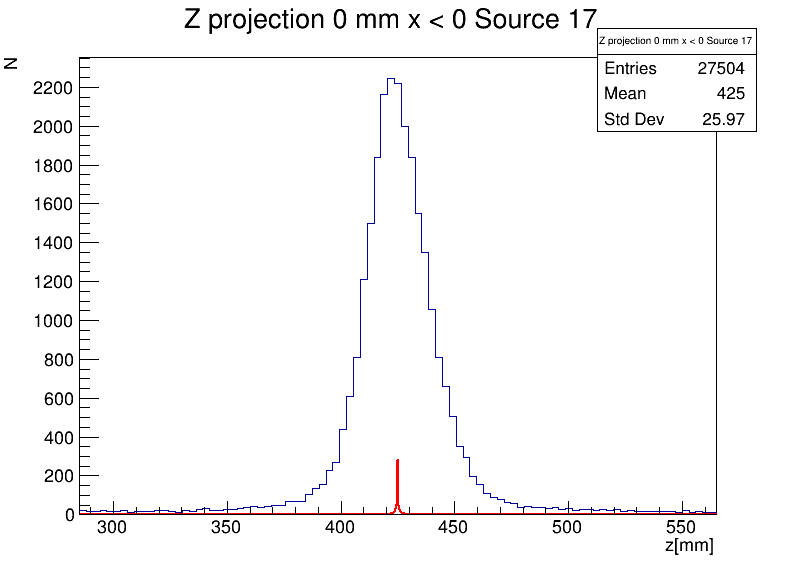 Z projection 0 mm x < 0 Source 17
Z projection 0 mm x < 0 Source 17
Entries 27504
Mean 425
Std Dev 25.97
N
2200
2000
1800
1600
1400
1200
1000
800
600
400
200
0
300 350 400 450 500 550
z[mm]